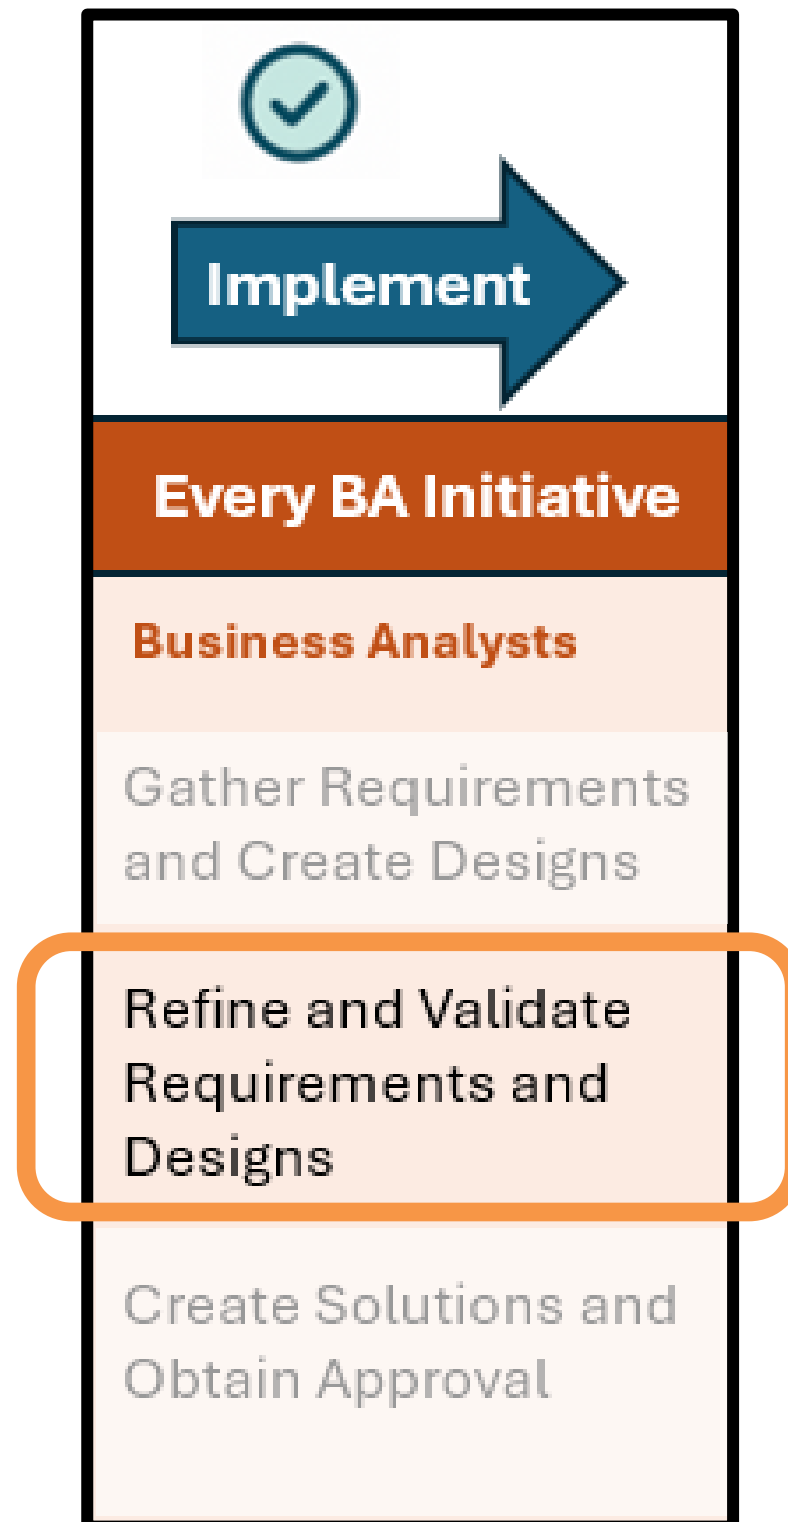 Implement
Every BA Initiative
Business Analysts
Gather Requirements
and Create Designs
Refine and Validate
Requirements and
Designs
Create Solutions and
Obtain Approval